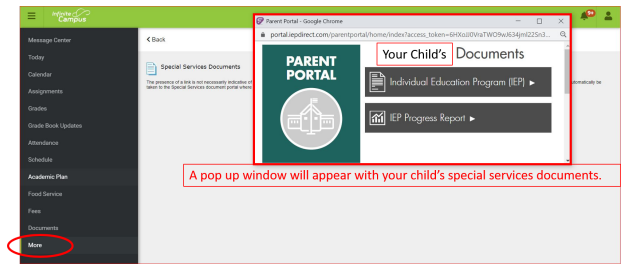 Infinite
Campus
Message Center
Today
Calendar
Assignments
Grades
Grade Book Updates
Attendance
Schedule
Academic Plan
Food Service
Fees
Documents
More
Back
Special Services Documents
The presence of a link is not necessarily indicative of
taken to the Special Services document portal where
utomatically be
Parent Portal - Google Chrome
portal.iepdirect.com/parentportal/home/index?access_token=6HXoJJ0VraTWO9wJ634jml22Sn3...
PARENT
PORTAL
Your Child's Documents
Individual Education Program (IEP)
IEP Progress Report
A pop up window will appear with your child's special services documents.